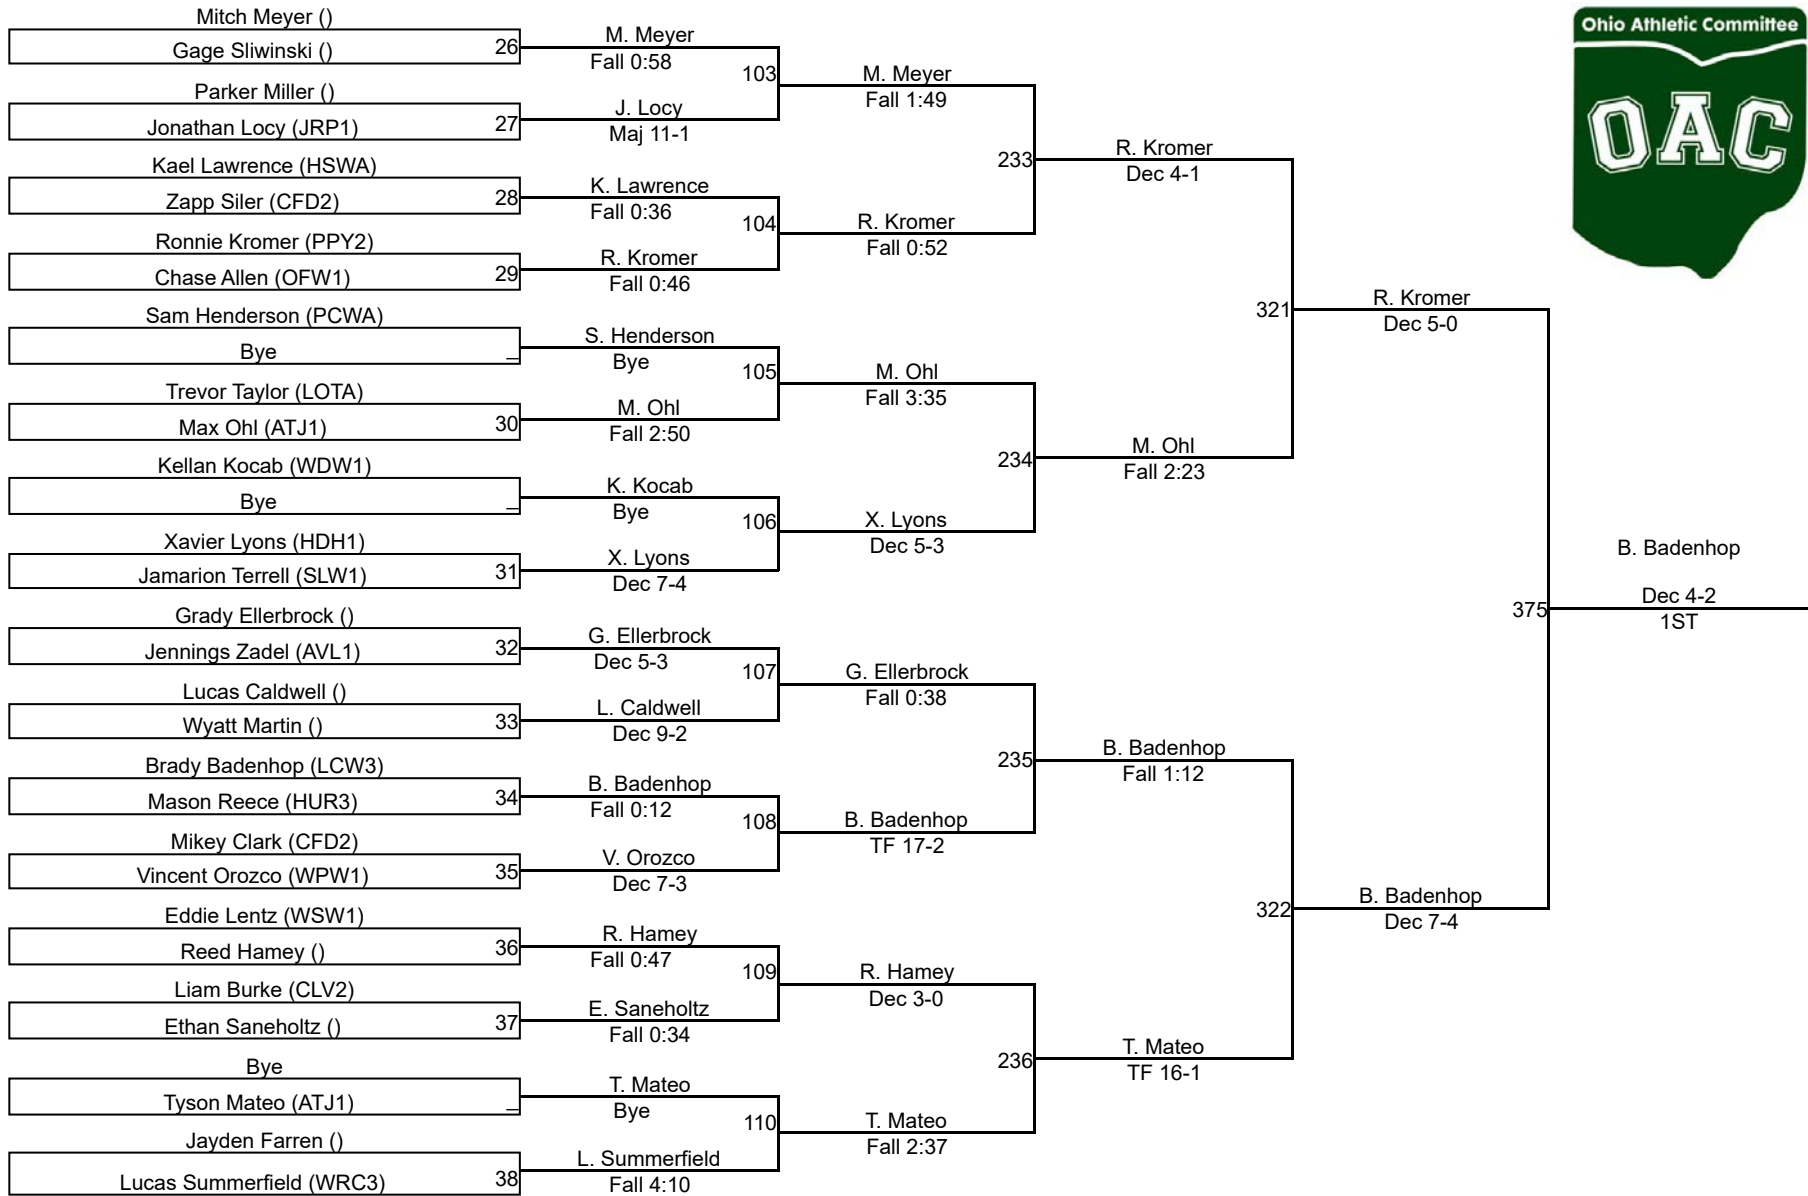 Mitch Meyer ()
Gage Sliwinski ()
26
Parker Miller ()
Jonathan Locy (JRP1)
27
Kael Lawrence (HSWA)
Zapp Siler (CFD2)
28
Ronnie Kromer (PPY2)
Chase Allen (OFW1)
29
Sam Henderson (PCWA)
Bye
_
Trevor Taylor (LOTA)
Max Ohl (ATJ1)
30
Kellan Kocab (WDW1)
Bye
_
Xavier Lyons (HDH1)
Jamarion Terrell (SLW1)
31
Grady Ellerbrock ()
Jennings Zadel (AVL1)
32
Lucas Caldwell ()
Wyatt Martin ()
33
Brady Badenhop (LCW3)
Mason Reece (HUR3)
34
Mikey Clark (CFD2)
Vincent Orozco (WPW1)
35
Eddie Lentz (WSW1)
Reed Hamey ()
36
Liam Burke (CLV2)
Ethan Saneholtz ()
37
Bye
Tyson Mateo (ATJ1)
_
Jayden Farren ()
Lucas Summerfield (WRC3)
38
M. Meyer
Fall 0:58
103
J. Locy
Maj 11-1
K. Lawrence
Fall 0:36
104
R. Kromer
Fall 0:46
S. Henderson
Bye
105
M. Ohl
Fall 2:50
K. Kocab
Bye
106
X. Lyons
Dec 7-4
G. Ellerbrock
Dec 5-3
107
L. Caldwell
Dec 9-2
B. Badenhop
Fall 0:12
108
V. Orozco
Dec 7-3
R. Hamey
Fall 0:47
109
E. Saneholtz
Fall 0:34
T. Mateo
Bye
110
L. Summerfield
Fall 4:10
M. Meyer
Fall 1:49
233
R. Kromer
Fall 0:52
M. Ohl
Fall 3:35
234
X. Lyons
Dec 5-3
G. Ellerbrock
Fall 0:38
235
B. Badenhop
TF 17-2
R. Hamey
Dec 3-0
236
T. Mateo
Fall 2:37
R. Kromer
Dec 4-1
321
M. Ohl
Fall 2:23
B. Badenhop
Fall 1:12
322
T. Mateo
TF 16-1
R. Kromer
Dec 5-0
375
B. Badenhop
Dec 7-4
B. Badenhop
Dec 4-2
1ST
Ohio Athletic Committee
OAC